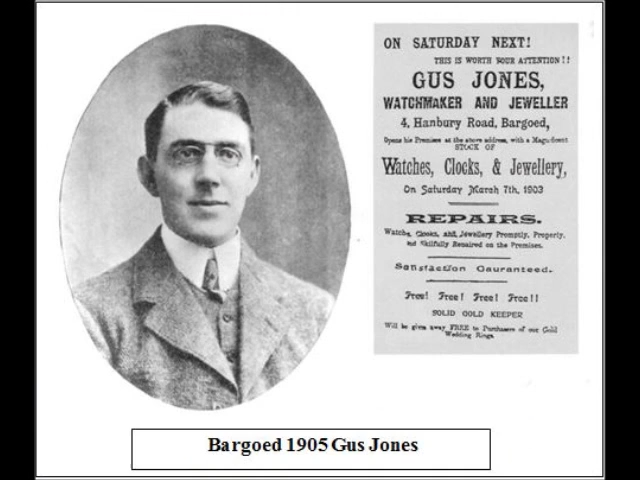 ON SATURDAY NEXT!
THIS IS WORTH YOUR ATTENTION!!
GUS JONES,
WATCHMAKER AND JEWELLER
4, Hanbury Road, Bargoed,
Opens his Premises at the above address, with a Magnificent
STOCK OF
Watches, Clocks, & Jewellery,
On Saturday March 7th, 1903
REPAIRS.
Watches, Clocks, and Jewellery Promptly, Properly,
and Skilfully Repaired on the Premises.
Satisfaction Guaranteed.
Free! Free! Free! Free!!
SOLID GOLD KEEPER
Will be given away FREE to Purchasers of our Gold
Wedding Rings.
Bargoed 1905 Gus Jones